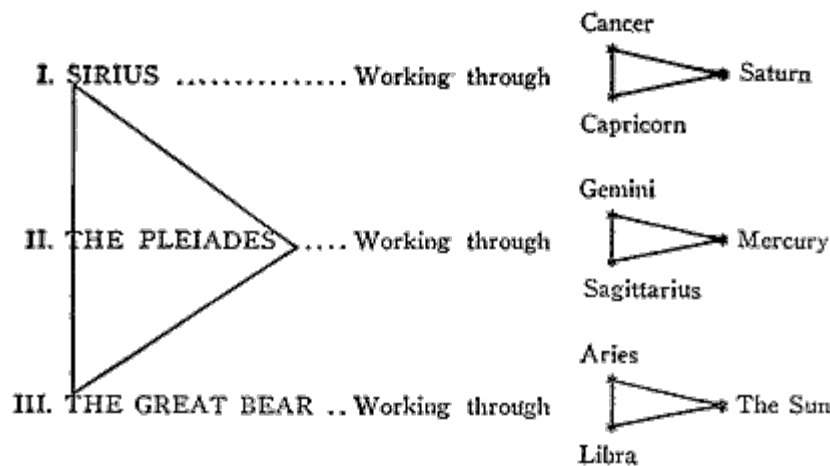 Cancer
I. SIRIUS .............. Working through Saturn
Capricorn
Gemini
II. THE PLEIADES .... Working through Mercury
Sagittarius
Aries
III. THE GREAT BEAR .. Working through The Sun
Libra